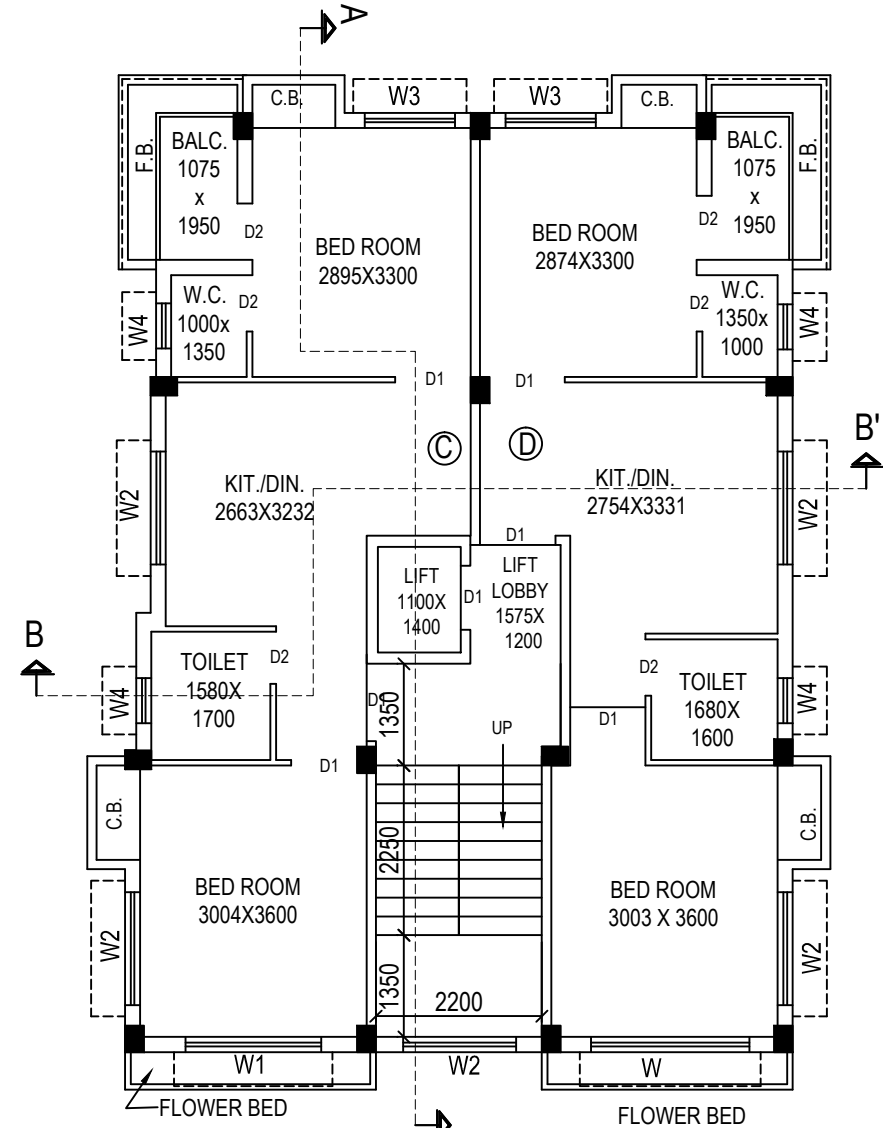 A
C.B.
W3
W3
C.B.
F.B.
BALC.
1075
x
1950
D2
BED ROOM
2895X3300
BED ROOM
2874X3300
D2
BALC.
1075
x
1950
F.B.
W4
W.C.
1000x
1350
D2
D2
W.C.
1350x
1000
W4
D1
D1
C
D
B'
W2
KIT./DIN.
2663X3232
KIT./DIN.
2754X3331
W2
D1
LIFT
1100X
1400
D1
LIFT
LOBBY
1575X
1200
B
W4
TOILET
1580X
1700
D2
1350
UP
D2
TOILET
1680X
1600
W4
D1
D1
C.B.
2250
C.B.
BED ROOM
3004X3600
BED ROOM
3003 X 3600
W2
1350
2200
W2
W1
W2
W
FLOWER BED
FLOWER BED